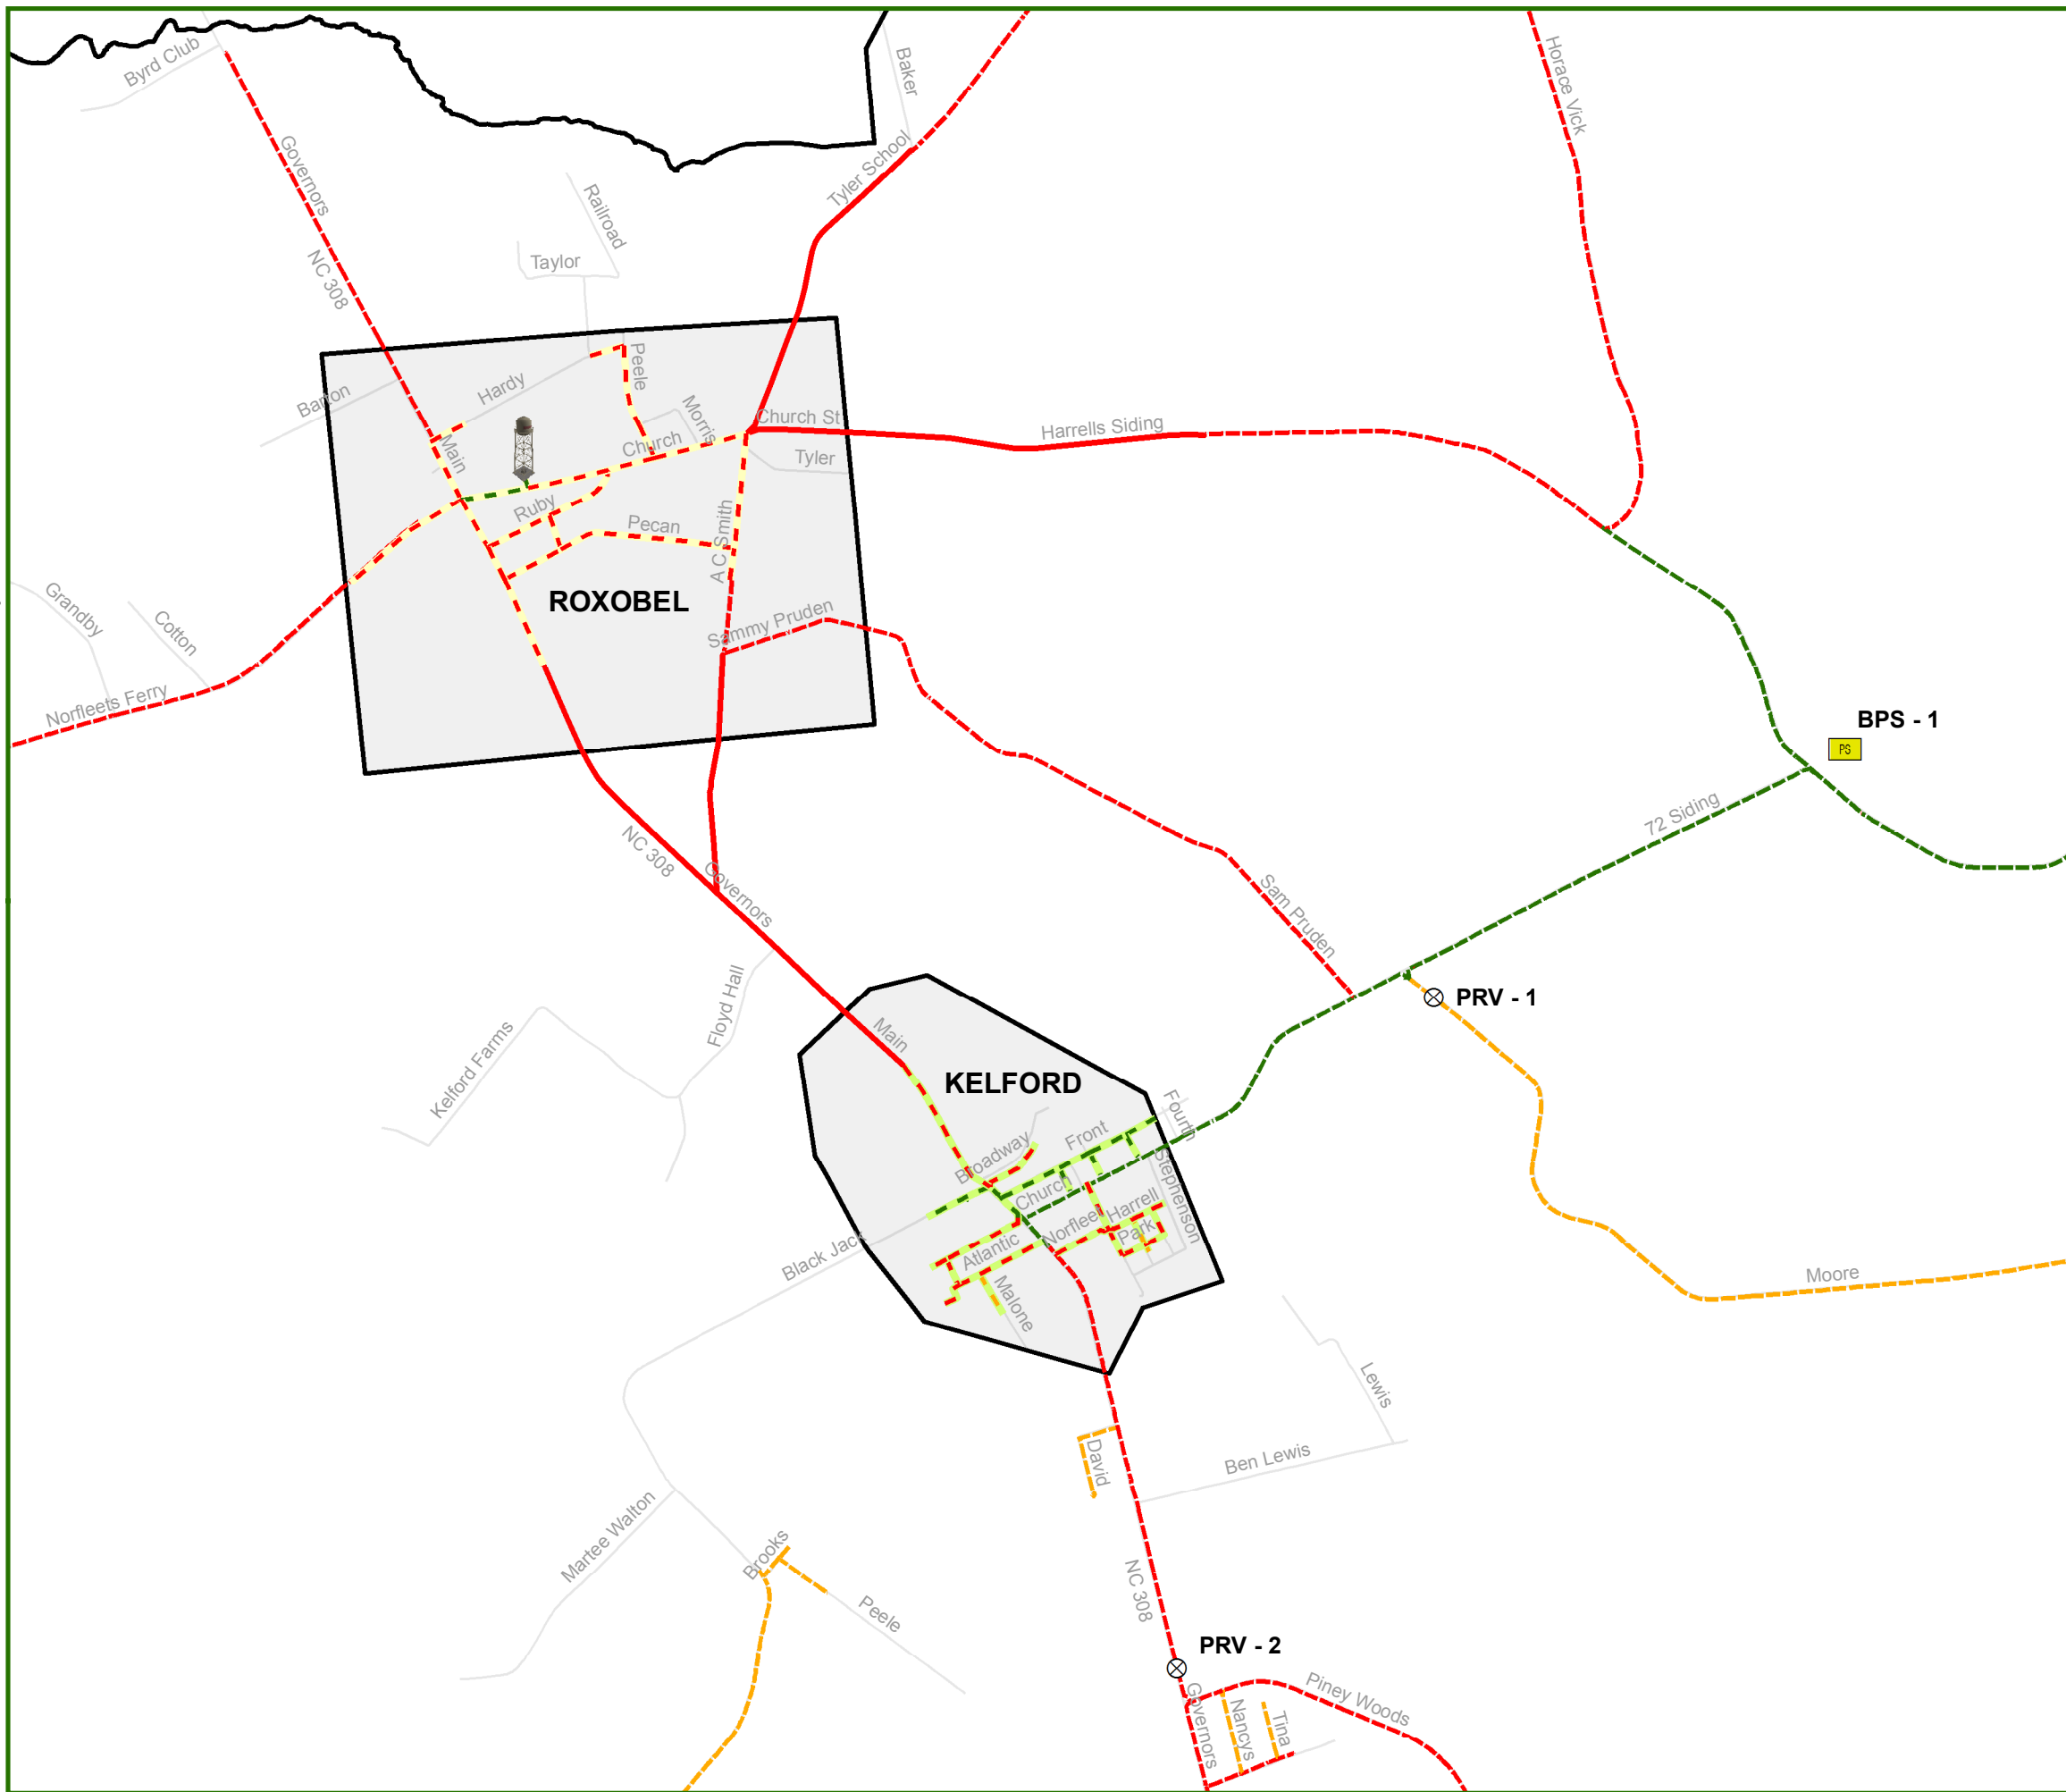 Byrd Club
Baker
Horace Vick
Governors
Tyler School
Railroad
NC 308
Taylor
Peele
Barton
Hardy
Morris
Church St
Harrells Siding
Main
Church
Tyler
Ruby
Pecan
A C Smith
ROXOBEL
Grandby
Cotton
Sammy Pruden
Norfleets Ferry
BPS - 1
PS
72 Siding
NC 308
Governors
Sam Pruden
PRV - 1
Floyd Hall
Main
Kelford Farms
KELFORD
Fourth
Front
Broadway
Stephenson
Church
Harrell
Norfleet
Park
Atlantic
Black Jack
Malone
Moore
Lewis
David
Ben Lewis
Martee Walton
Brooks
NC 308
Peele
PRV - 2
Piney Woods
Governors
Nancys
Tina